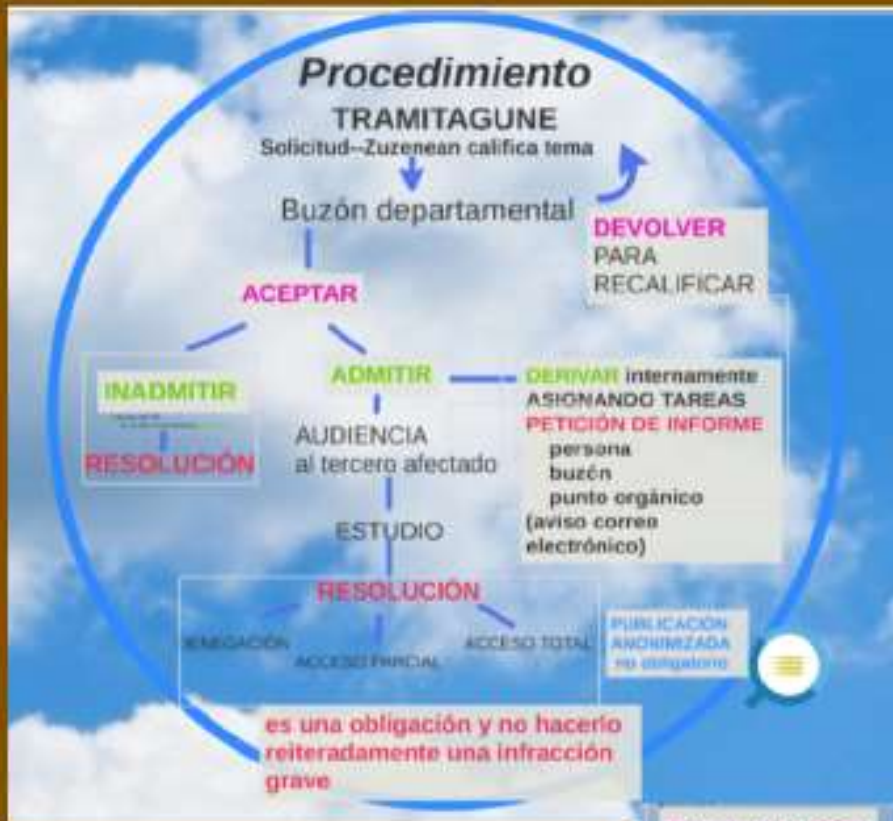 Procedimiento
TRAMITAGUNE
Solicitud--Zuzenean califica tema
Buzón departamental
DEVOLVER
PARA
RECALIFICAR
ACEPTAR
INADMITIR
RESOLUCIÓN
ADMITIR
DERIVAR internamente
ASIGNANDO TAREAS
PETICIÓN DE INFORME
persona
buzón
punto orgánico
(aviso correo
electrónico)
AUDIENCIA
al tercero afectado
ESTUDIO
RESOLUCIÓN
DENEGACIÓN
ACCESO PARCIAL
ACCESO TOTAL
PUBLICACIÓN
ANONIMIZADA
no obligatorio
es una obligación y no hacerlo
reiteradamente una infracción
grave